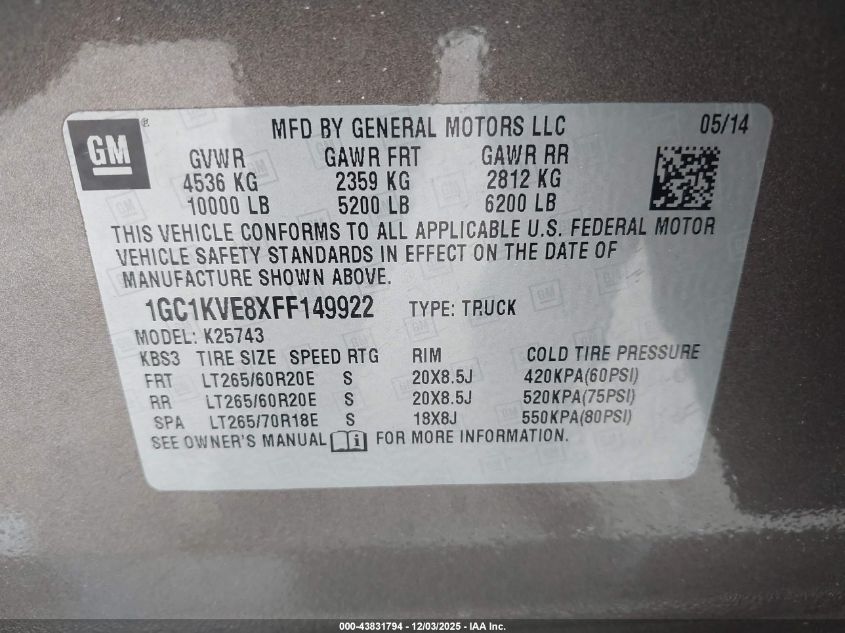 GM ®
MFD BY GENERAL MOTORS LLC 05/14
GVWR GAWR FRT GAWR RR
4536 KG 2359 KG 2812 KG
10000 LB 5200 LB 6200 LB
THIS VEHICLE CONFORMS TO ALL APPLICABLE U.S. FEDERAL MOTOR
VEHICLE SAFETY STANDARDS IN EFFECT ON THE DATE OF
MANUFACTURE SHOWN ABOVE.
1GC1KVE8XFF149922 TYPE: TRUCK
MODEL: K25743
KBS3 TIRE SIZE SPEED RTG RIM COLD TIRE PRESSURE
FRT LT265/60R20E S 20X8.5J 420KPA(60PSI)
RR LT265/60R20E S 20X8.5J 520KPA(75PSI)
SPA LT265/70R18E S 18X8J 550KPA(80PSI)
SEE OWNER'S MANUAL i FOR MORE INFORMATION.
000-43831794 - 12/03/2025 - IAA Inc.